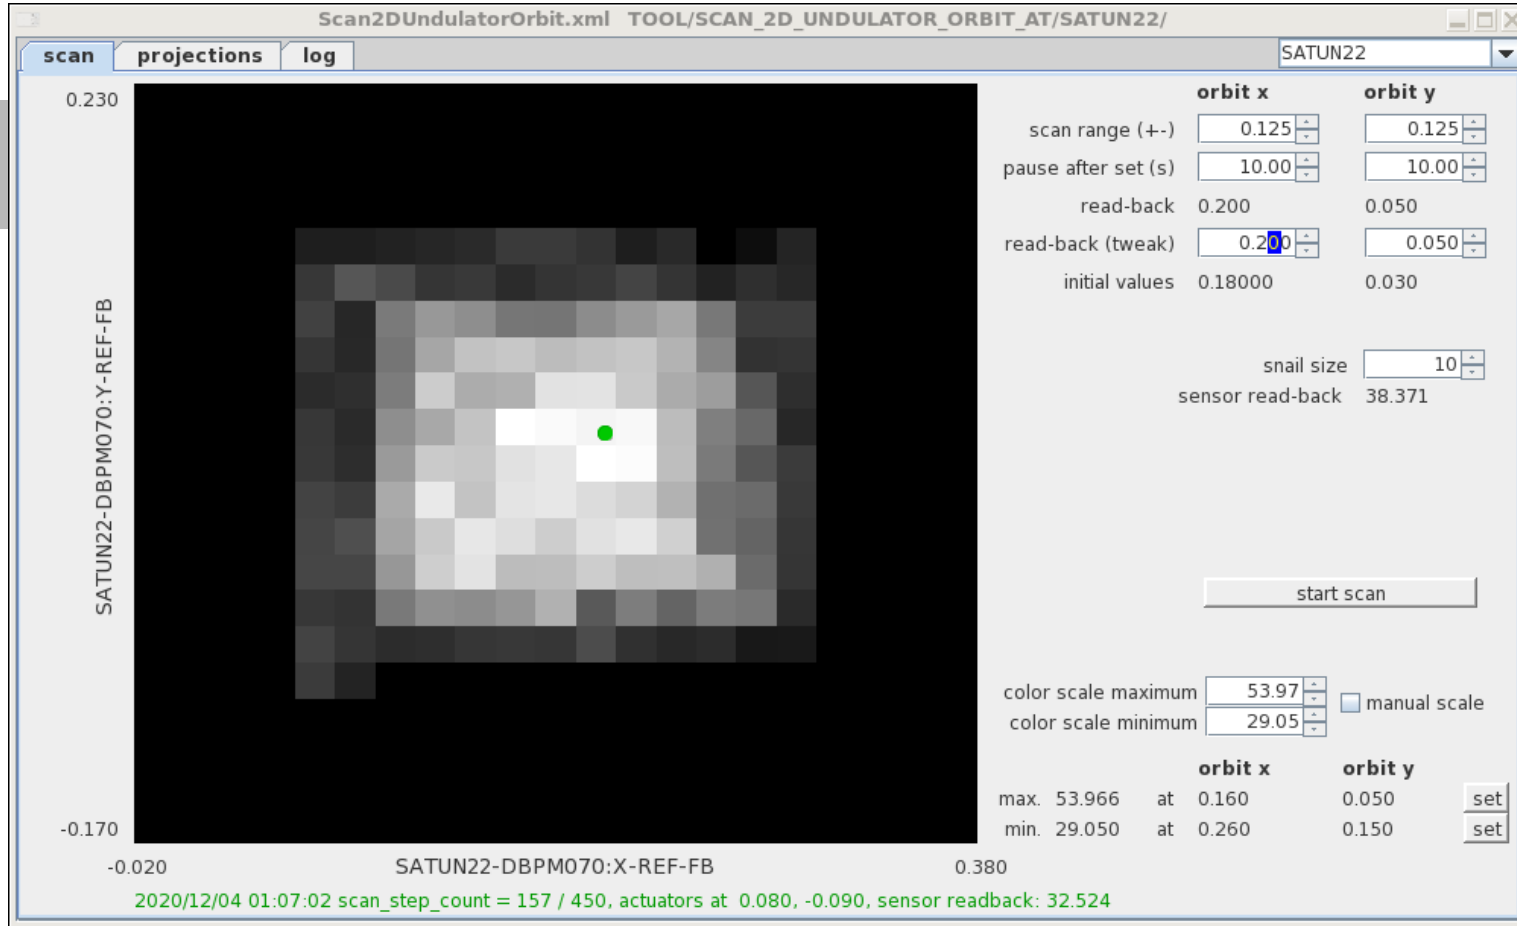 Scan2DUndulatorOrbit.xml TOOL/SCAN_2D_UNDULATOR_ORBIT_AT/SATUN22/
scan projections log SATUN22
0.230
SATUN22-DBPM070:Y-REF-FB
-0.170
-0.020 SATUN22-DBPM070:X-REF-FB 0.380
orbit x orbit y
scan range (+-) 0.125 0.125
pause after set (s) 10.00 10.00
read-back 0.200 0.050
read-back (tweak) 0.200 0.050
initial values 0.18000 0.030
snail size 10
sensor read-back 38.371
start scan
color scale maximum 53.97 manual scale
color scale minimum 29.05
orbit x orbit y
max. 53.966 at 0.160 0.050 set
min. 29.050 at 0.260 0.150 set
2020/12/04 01:07:02 scan_step_count = 157 / 450, actuators at 0.080, -0.090, sensor readback: 32.524